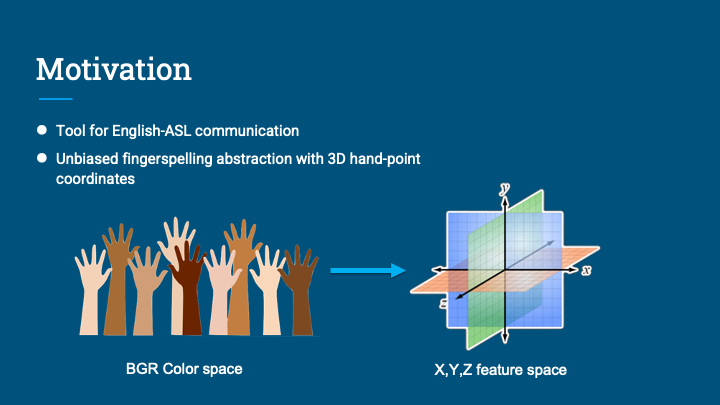 Motivation
Tool for English-ASL communication
Unbiased fingerspelling abstraction with 3D hand-point
coordinates
y
x
z
BGR Color space
X,Y,Z feature space